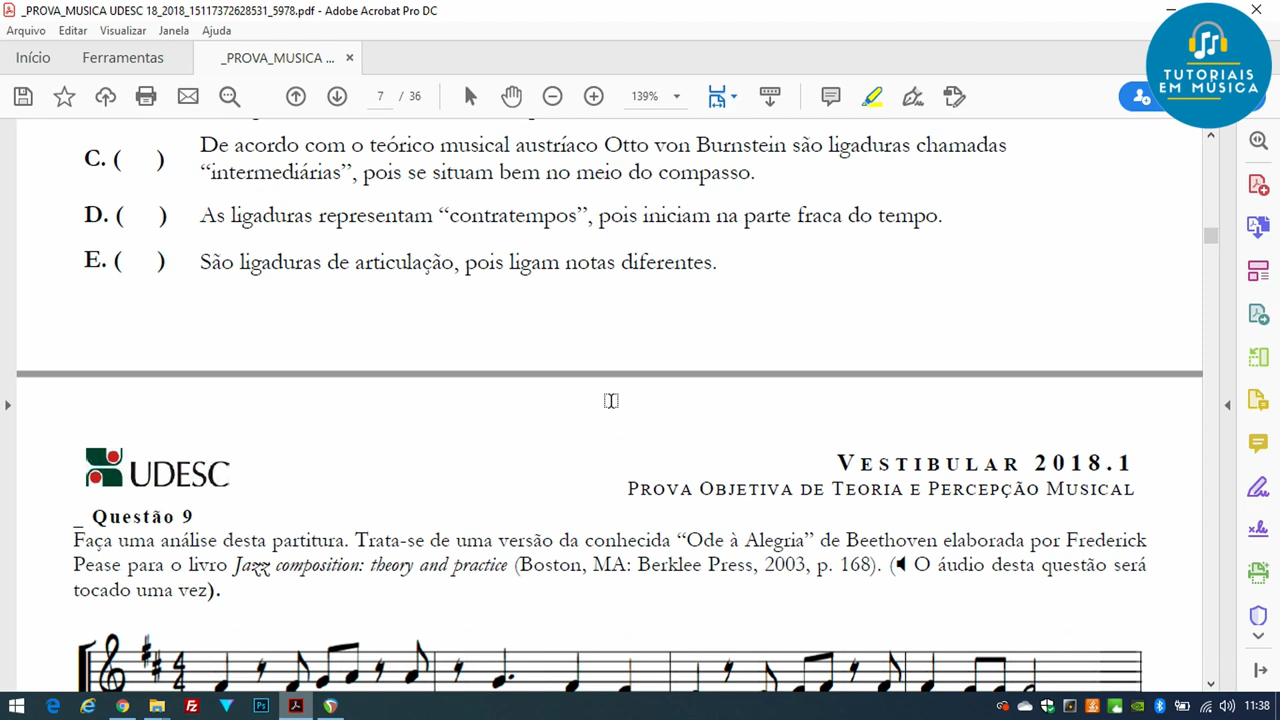 _PROVA_MUSICA UDESC 18_2018_15117372628531_5978.pdf - Adobe Acrobat Pro DC
Arquivo Editar Visualizar Janela Ajuda
Início Ferramentas _PROVA_MUSICA ... ×
7 / 36 139%
TUTORIAIS
EM MÚSICA
C. ( ) De acordo com o teórico musical austríaco Otto von Burnstein são ligaduras chamadas
“intermediárias”, pois se situam bem no meio do compasso.
D. ( ) As ligaduras representam “contratempos”, pois iniciam na parte fraca do tempo.
E. ( ) São ligaduras de articulação, pois ligam notas diferentes.
UDESC
VESTIBULAR 2018.1
PROVA OBJETIVA DE TEORIA E PERCEPÇÃO MUSICAL
_ Questão 9
Faça uma análise desta partitura. Trata-se de uma versão da conhecida “Ode à Alegria” de Beethoven elaborada por Frederick
Pease para o livro Jazz composition: theory and practice (Boston, MA: Berklee Press, 2003, p. 168). ( O áudio desta questão será
tocado uma vez).
4
4
11:38